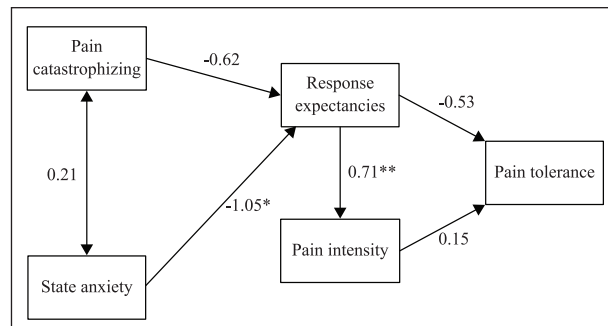 Pain
catastrophizing
-0.62
Response
expectancies
-0.53
0.21
-1.05*
0.71**
Pain tolerance
State anxiety
Pain intensity
0.15